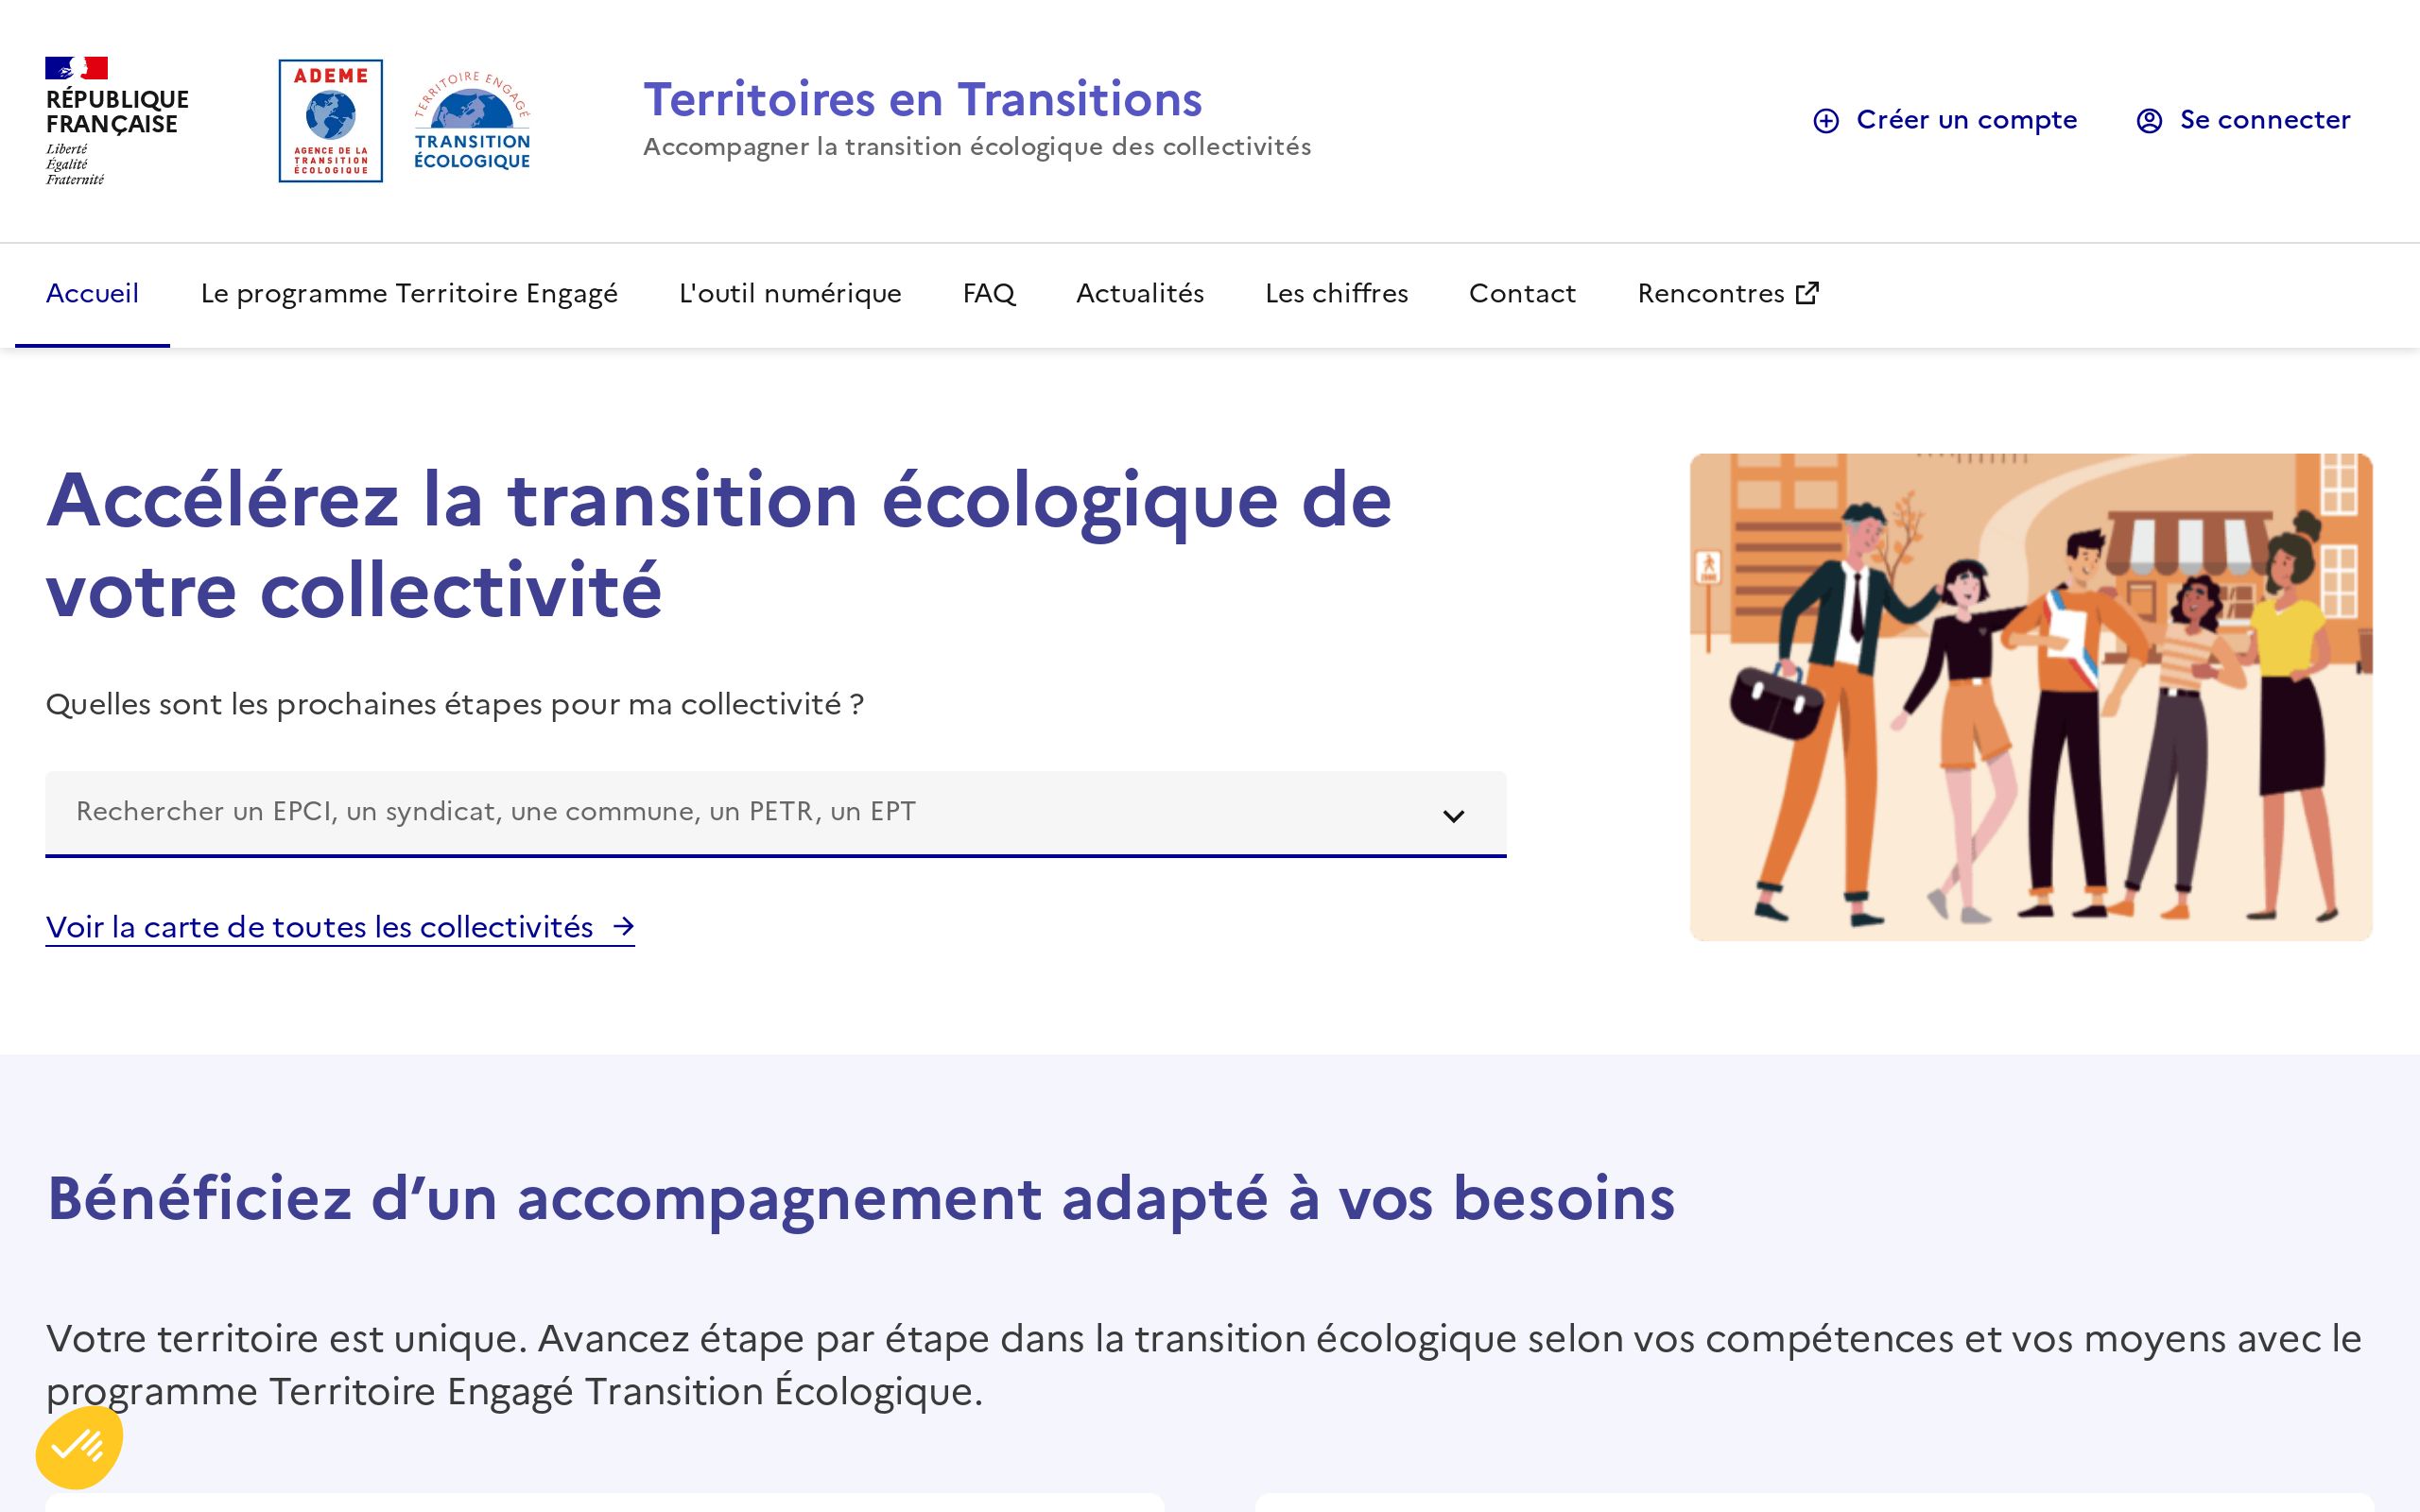 RÉPUBLIQUE
FRANÇAISE
Liberté
Égalité
Fraternité
ADEME
AGENCE DE LA
TRANSITION
ÉCOLOGIQUE
TERRITOIRE ENGAGÉ
TRANSITION
ÉCOLOGIQUE
Territoires en Transitions
Accompagner la transition écologique des collectivités
Créer un compte
Se connecter
Accueil
Le programme Territoire Engagé
L'outil numérique
FAQ
Actualités
Les chiffres
Contact
Rencontres
Accélérez la transition écologique de
votre collectivité
Quelles sont les prochaines étapes pour ma collectivité ?
Rechercher un EPCI, un syndicat, une commune, un PETR, un EPT
Voir la carte de toutes les collectivités
Bénéficiez d’un accompagnement adapté à vos besoins
Votre territoire est unique. Avancez étape par étape dans la transition écologique selon vos compétences et vos moyens avec le
programme Territoire Engagé Transition Écologique.